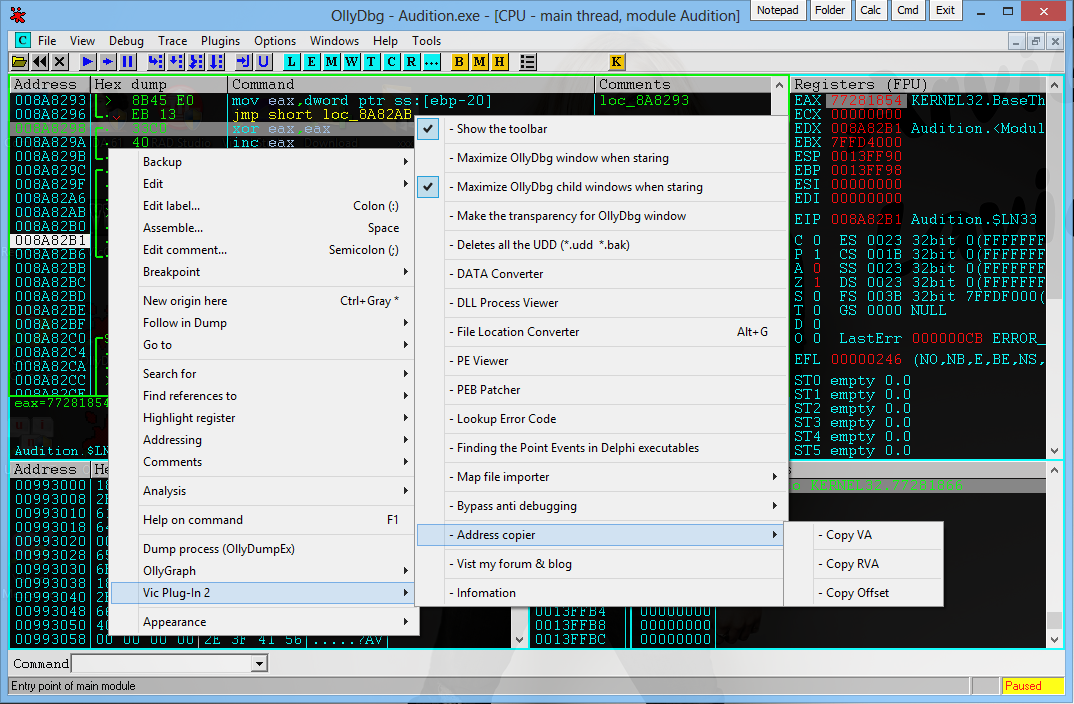 OllyDbg - Audition.exe - [CPU - main thread, module Audition]
Notepad Folder Calc Cmd Exit
C File View Debug Trace Plugins Options Windows Help Tools
L E M W T C R ... B M H K
Address Hex dump Command Comments
008A8293 > 8B45 E0 mov eax,dword ptr ss:[ebp-20] loc_8A8293
008A8296 EB 13 jmp short loc_8A82AB
008A8298 33C0 xor eax,eax
008A829A 40 inc eax
008A829B
008A829C
008A829F
008A82A6
008A82AB
008A82B0
008A82B1
008A82B6
008A82BB
008A82BC
008A82BD
008A82BE
008A82BF
008A82C0
008A82C4
008A82CA
008A82CC
008A82CE
eax=77281854
Audition.$LN
Registers (FPU)
EAX 77281854 KERNEL32.BaseTh
ECX 00000000
EDX 008A82B1 Audition.<Modul
EBX 7FFD4000
ESP 0013FF90
EBP 0013FF98
ESI 00000000
EDI 00000000
EIP 008A82B1 Audition.$LN33
C 0 ES 0023 32bit 0(FFFFFFF
P 1 CS 001B 32bit 0(FFFFFFF
A 0 SS 0023 32bit 0(FFFFFFF
Z 1 DS 0023 32bit 0(FFFFFFF
S 0 FS 003B 32bit 7FFDF000(
T 0 GS 0000 NULL
D 0
O 0 LastErr 000000CB ERROR_
EFL 00000246 (NO,NB,E,BE,NS,
ST0 empty 0.0
ST1 empty 0.0
ST2 empty 0.0
ST3 empty 0.0
ST4 empty 0.0
ST5 empty 0.0
Backup
Edit
Edit label... Colon (:)
Assemble... Space
Edit comment... Semicolon (;)
Breakpoint
New origin here Ctrl+Gray *
Follow in Dump
Go to
Search for
Find references to
Highlight register
Addressing
Comments
Analysis
Help on command F1
Dump process (OllyDumpEx)
OllyGraph
Vic Plug-In 2
Appearance
- Show the toolbar
- Maximize OllyDbg window when staring
- Maximize OllyDbg child windows when staring
- Make the transparency for OllyDbg window
- Deletes all the UDD (*.udd *.bak)
- DATA Converter
- DLL Process Viewer
- File Location Converter Alt+G
- PE Viewer
- PEB Patcher
- Lookup Error Code
- Finding the Point Events in Delphi executables
- Map file importer
- Bypass anti debugging
- Address copier
- Vist my forum & blog
- Infomation
- Copy VA
- Copy RVA
- Copy Offset
Address He
00993000
00993008
00993010
00993018
00993020
00993028
00993030
00993038
00993040
00993048
00993050
00993058 00 00 00 00 2E 3F 41 56 .....?AV
0013FFB4 00000000
0013FFB8 00000000
0013FFBC 00000000
Command
Entry point of main module
Paused